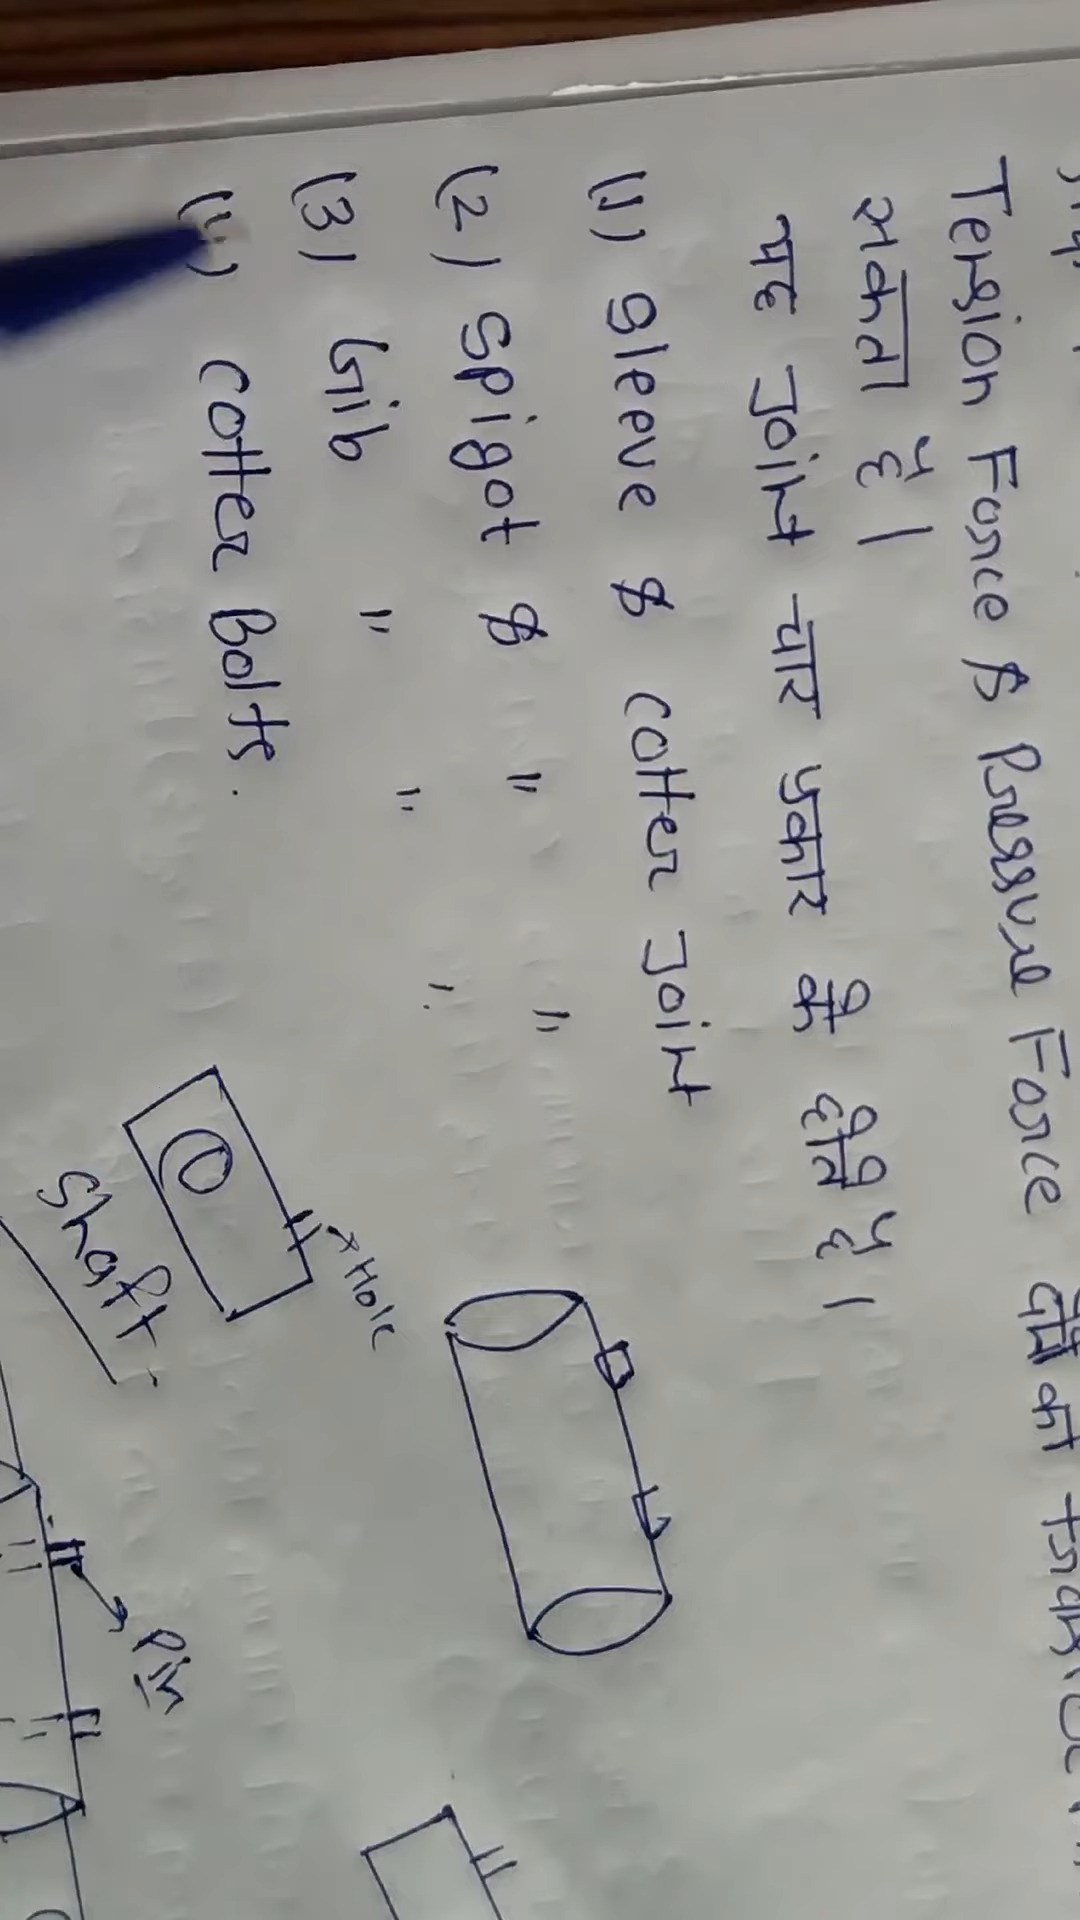 Tension Force & Pressure Force दोनों को
सकता है।
यह Joint चार प्रकार के होते है।
(1) Sleeve & Cotter Joint
(2) Spigot & " "
(3) Gib " " "
(4) Cotter Bolts.
Hole
Shaft
Pin